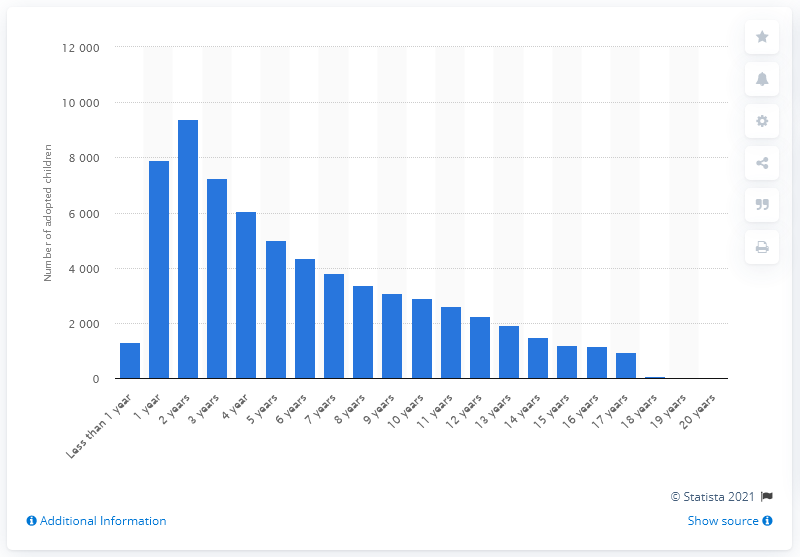 12 000
10 000
8 000
6 000
4 000
2 000
0
Number of adopted children
Less than 1 year
1 year
2 years
3 years
4 year
5 years
6 years
7 years
8 years
9 years
10 years
11 years
12 years
13 years
14 years
15 years
16 years
17 years
18 years
19 years
20 years
© Statista 2021
Additional Information
Show source